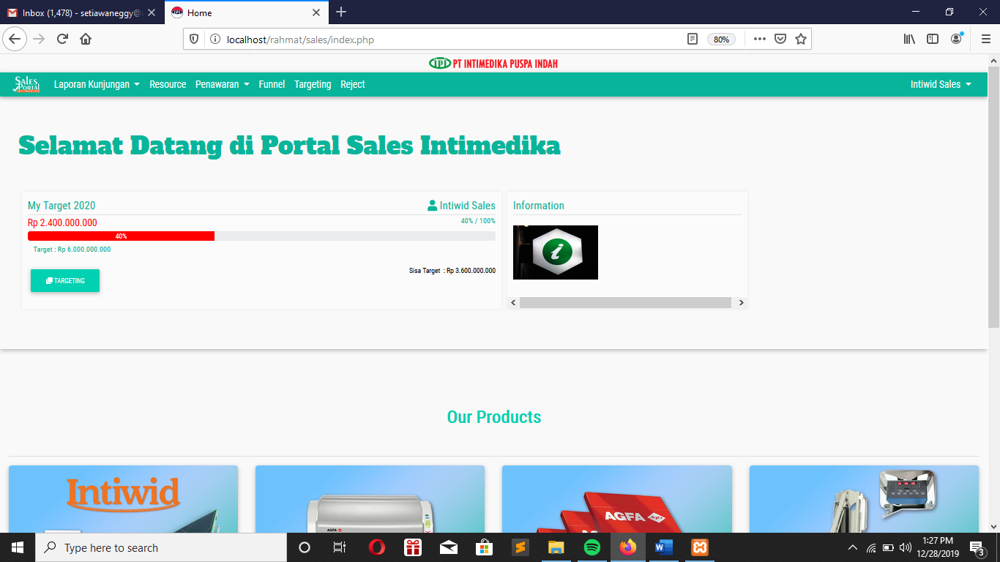 Inbox (1,478) - setiawaneggy@
Home
localhost/rahmat/sales/index.php
80%
IPI PT INTIMEDIKA PUSPA INDAH
Sales Portal INTIMEDIKA
Laporan Kunjungan
Resource
Penawaran
Funnel
Targeting
Reject
Intiwid Sales
Selamat Datang di Portal Sales Intimedika
My Target 2020
Intiwid Sales
Rp 2.400.000.000
40% / 100%
40%
Target : Rp 6.000.000.000
Sisa Target : Rp 3.600.000.000
TARGETING
Information
i
Our Products
Intiwid
AGFA
AGFA
Type here to search
1:27 PM
12/28/2019
3